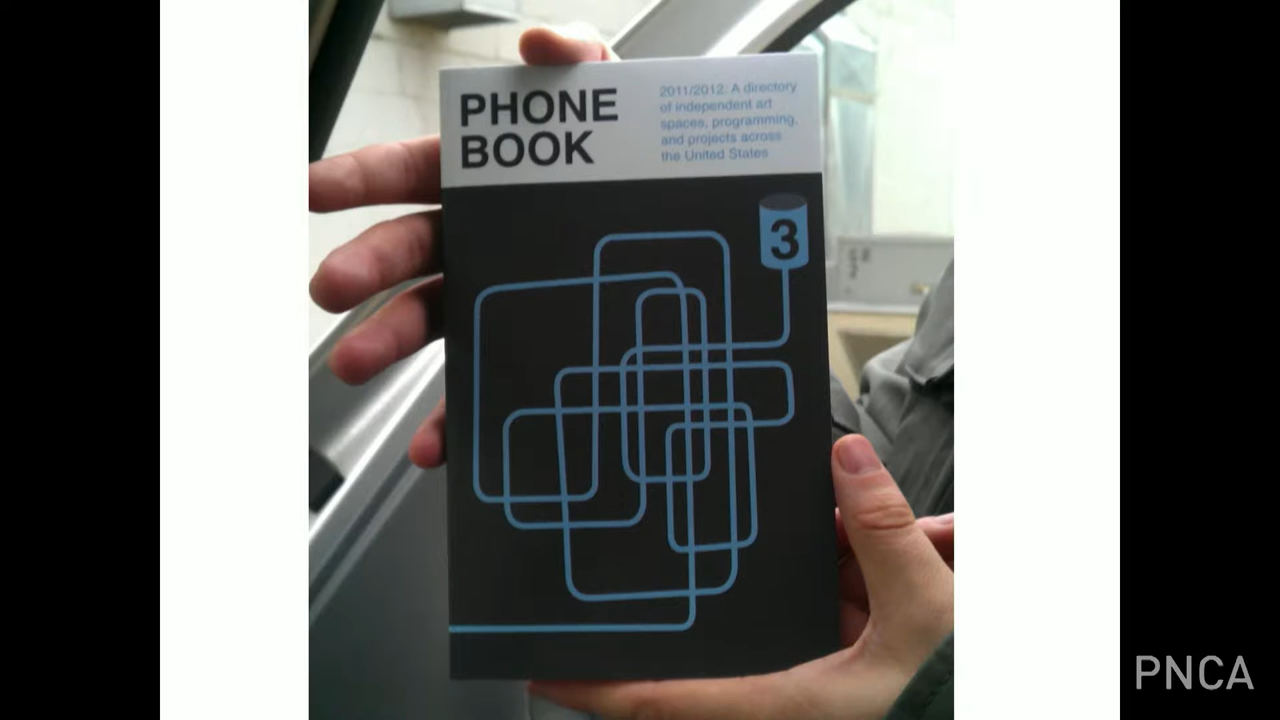 PHONE
BOOK
2011/2012: A directory
of independent art
spaces, programming,
and projects across
the United States
3
PNCA